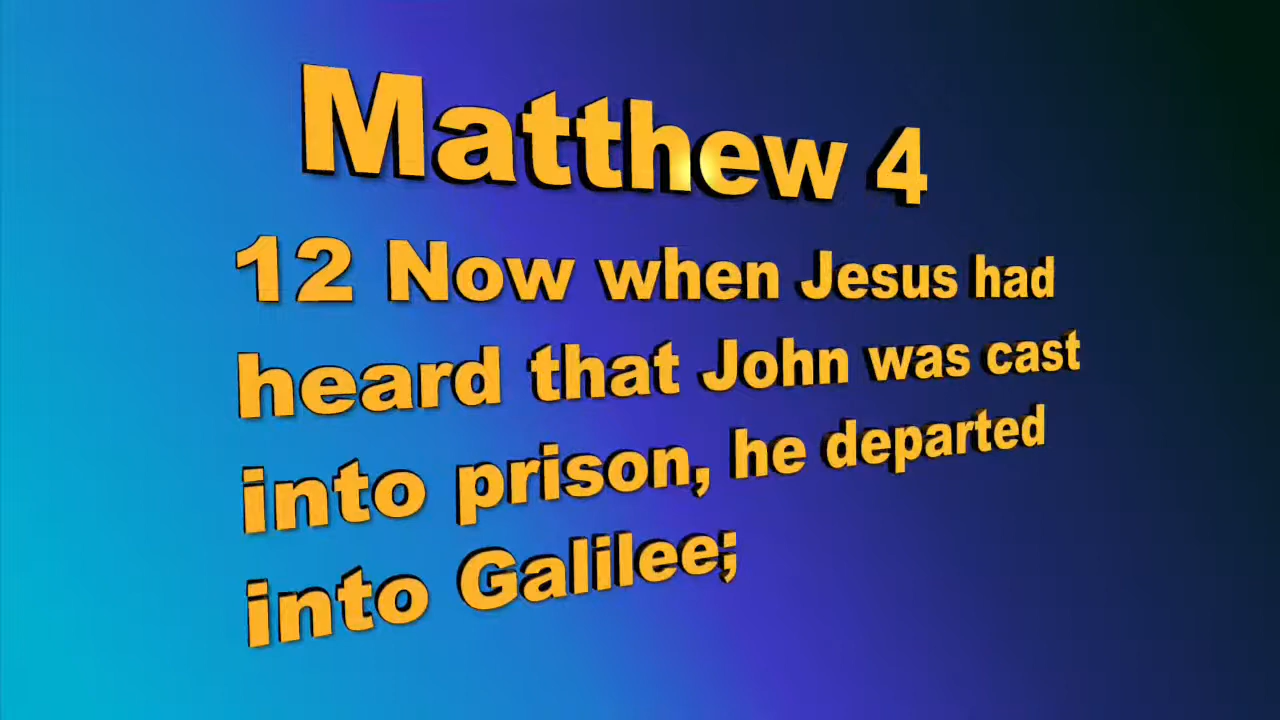 Matthew 4
12 Now when Jesus had
heard that John was cast
into prison, he departed
into Galilee;